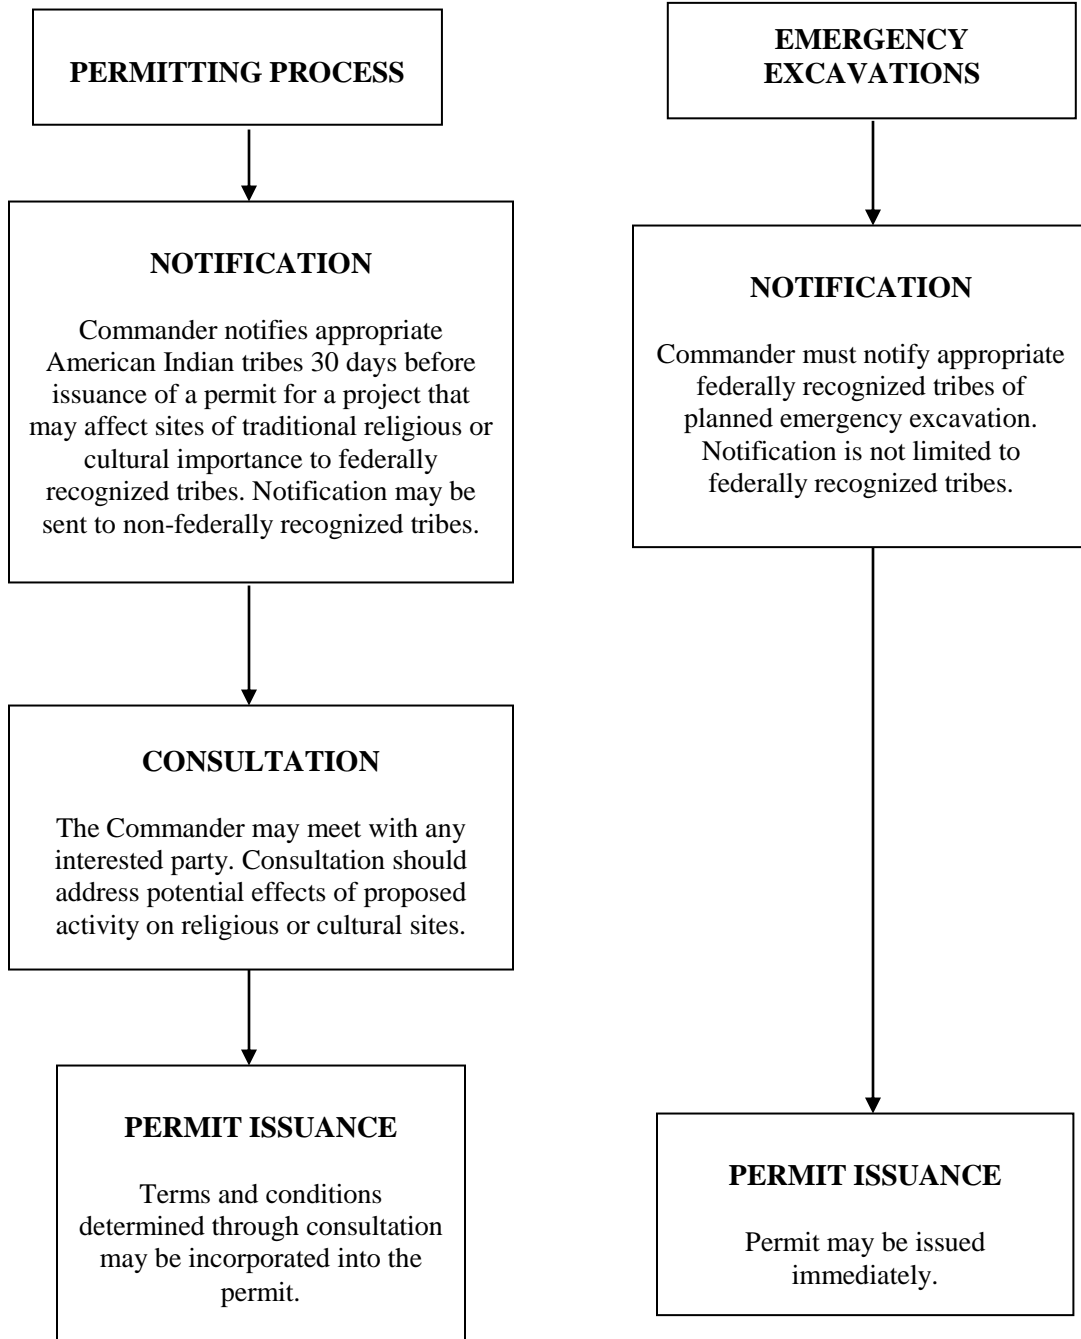 PERMITTING PROCESS
NOTIFICATION
Commander notifies appropriate
American Indian tribes 30 days before
issuance of a permit for a project that
may affect sites of traditional religious or
cultural importance to federally
recognized tribes. Notification may be
sent to non-federally recognized tribes.
CONSULTATION
The Commander may meet with any
interested party. Consultation should
address potential effects of proposed
activity on religious or cultural sites.
PERMIT ISSUANCE
Terms and conditions
determined through consultation
may be incorporated into the
permit.
EMERGENCY
EXCAVATIONS
NOTIFICATION
Commander must notify appropriate
federally recognized tribes of
planned emergency excavation.
Notification is not limited to
federally recognized tribes.
PERMIT ISSUANCE
Permit may be issued
immediately.